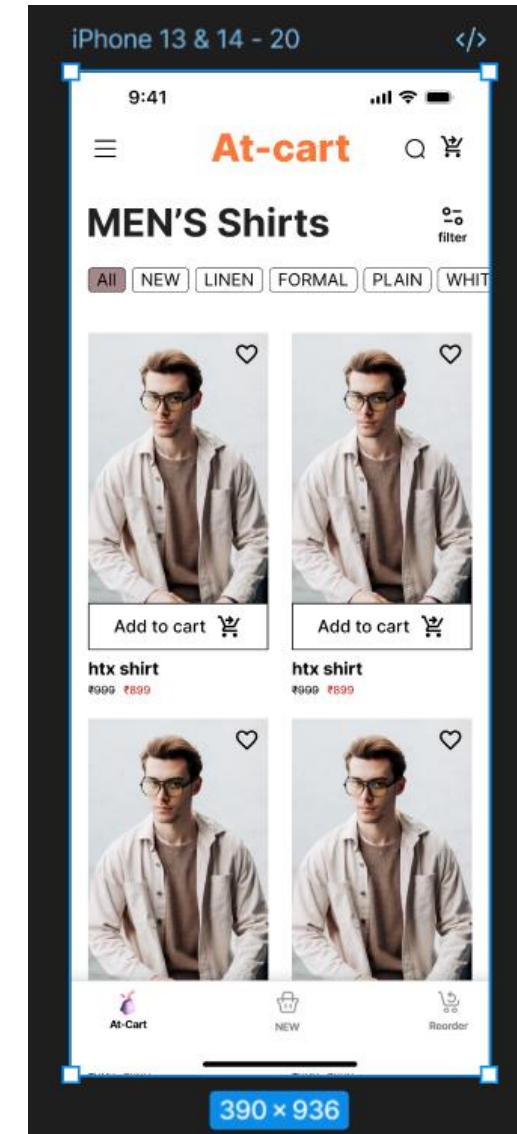 iPhone 13 & 14 - 20 </>
9:41
At-cart
MEN'S Shirts
filter
All NEW LINEN FORMAL PLAIN WHIT
Add to cart Add to cart
htx shirt htx shirt
₹999 ₹899 ₹999 ₹899
At-Cart NEW Reorder
390 × 936